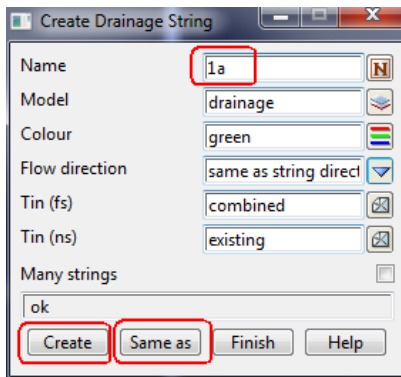 Create Drainage String
Name 1a N
Model drainage
Colour green
Flow direction same as string direct
Tin (fs) combined
Tin (ns) existing
Many strings
ok
Create Same as Finish Help